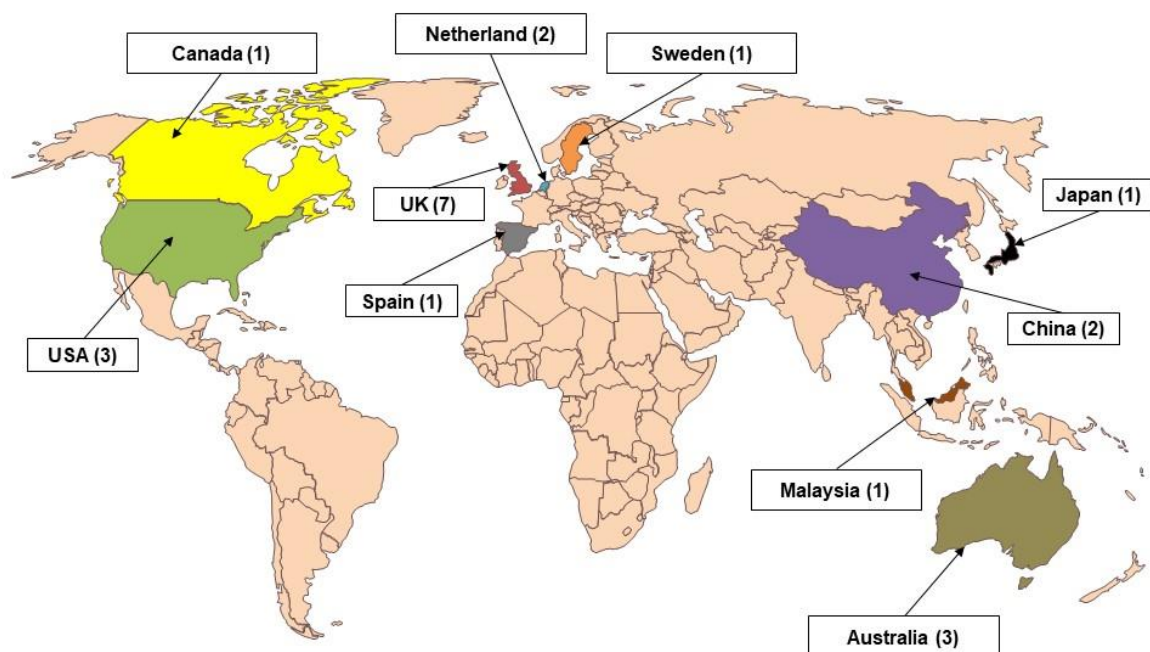 Netherland (2)
Canada (1)
Sweden (1)
UK (7)
Japan (1)
Spain (1)
China (2)
USA (3)
Malaysia (1)
Australia (3)